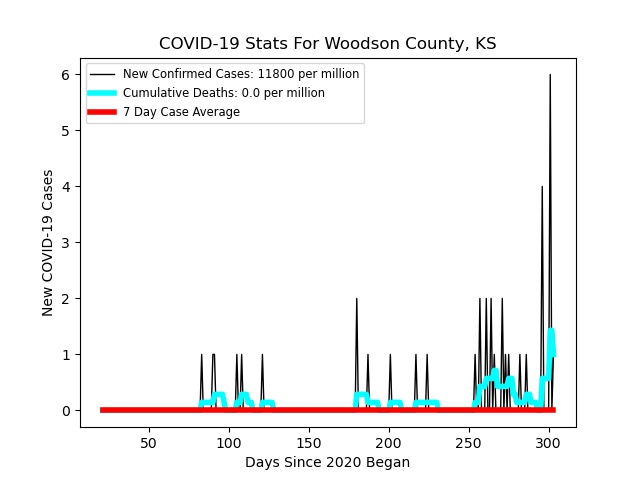 COVID-19 Stats For Woodson County, KS
New Confirmed Cases: 11800 per million
Cumulative Deaths: 0.0 per million
7 Day Case Average
New COVID-19 Cases
6
5
4
3
2
1
0
50 100 150 200 250 300
Days Since 2020 Began